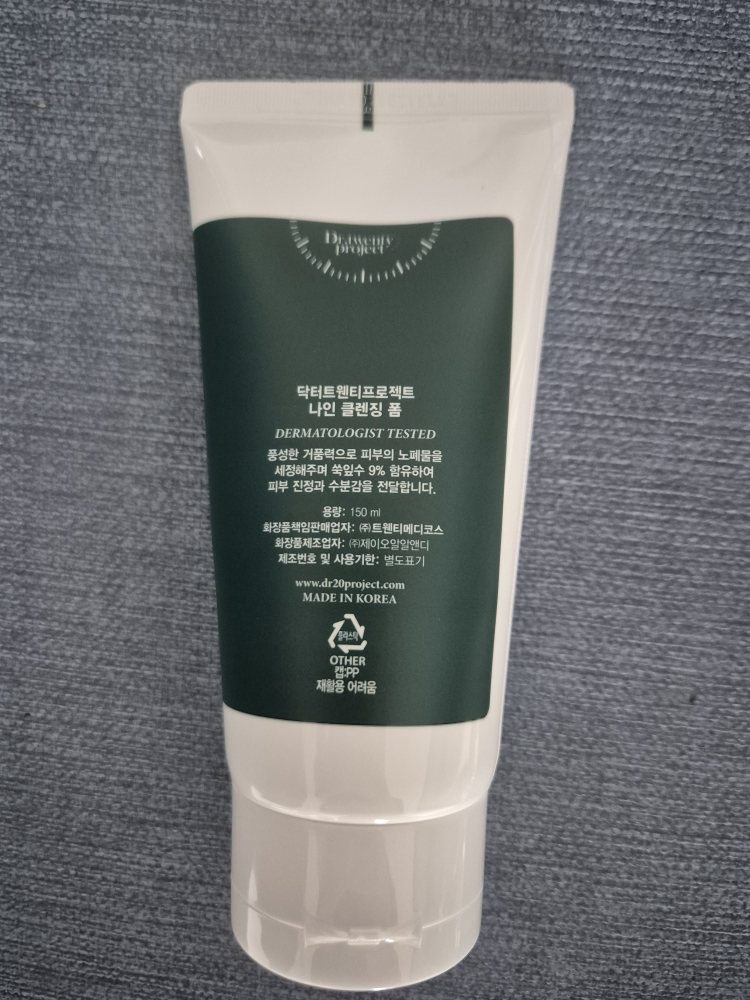 Dr.twenty
project
닥터트웬티프로젝트
나인 클렌징 폼
DERMATOLOGIST TESTED
풍성한 거품력으로 피부의 노폐물을
세정해주며 쑥잎수 9% 함유하여
피부 진정과 수분감을 전달합니다.
용량: 150 ml
화장품책임판매업자: ㈜트웬티메디코스
화장품제조업자: ㈜제이오알알앤디
제조번호 및 사용기한: 별도표기
www.dr20project.com
MADE IN KOREA
플라스틱
OTHER
캡:PP
재활용 어려움